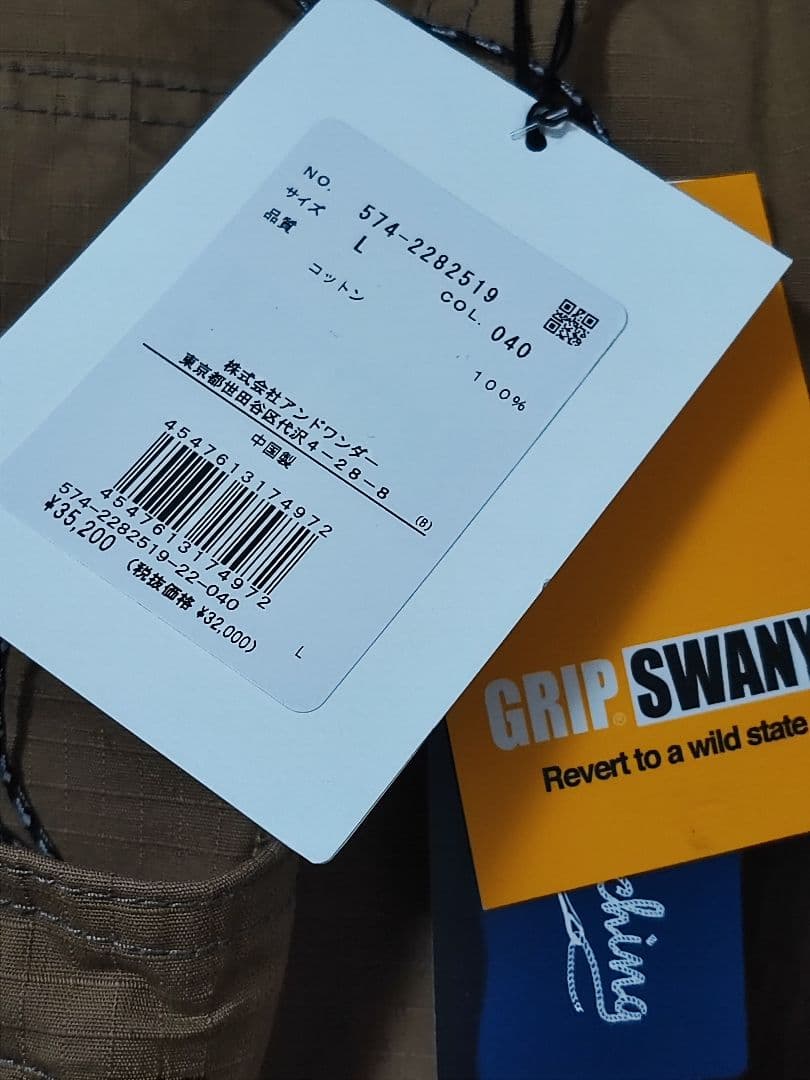 NO. 574-2282519
サイズ L COL. 040
品質
コットン 100%
株式会社アンドワンダー
東京都世田谷区代沢4-28-8
中国製 (B)
4547613174972
4547613174972
574-2282519-22-040
¥35,200 (税抜価格 ¥32,000) L
GRIP® SWANY
Revert to a wild state
ching